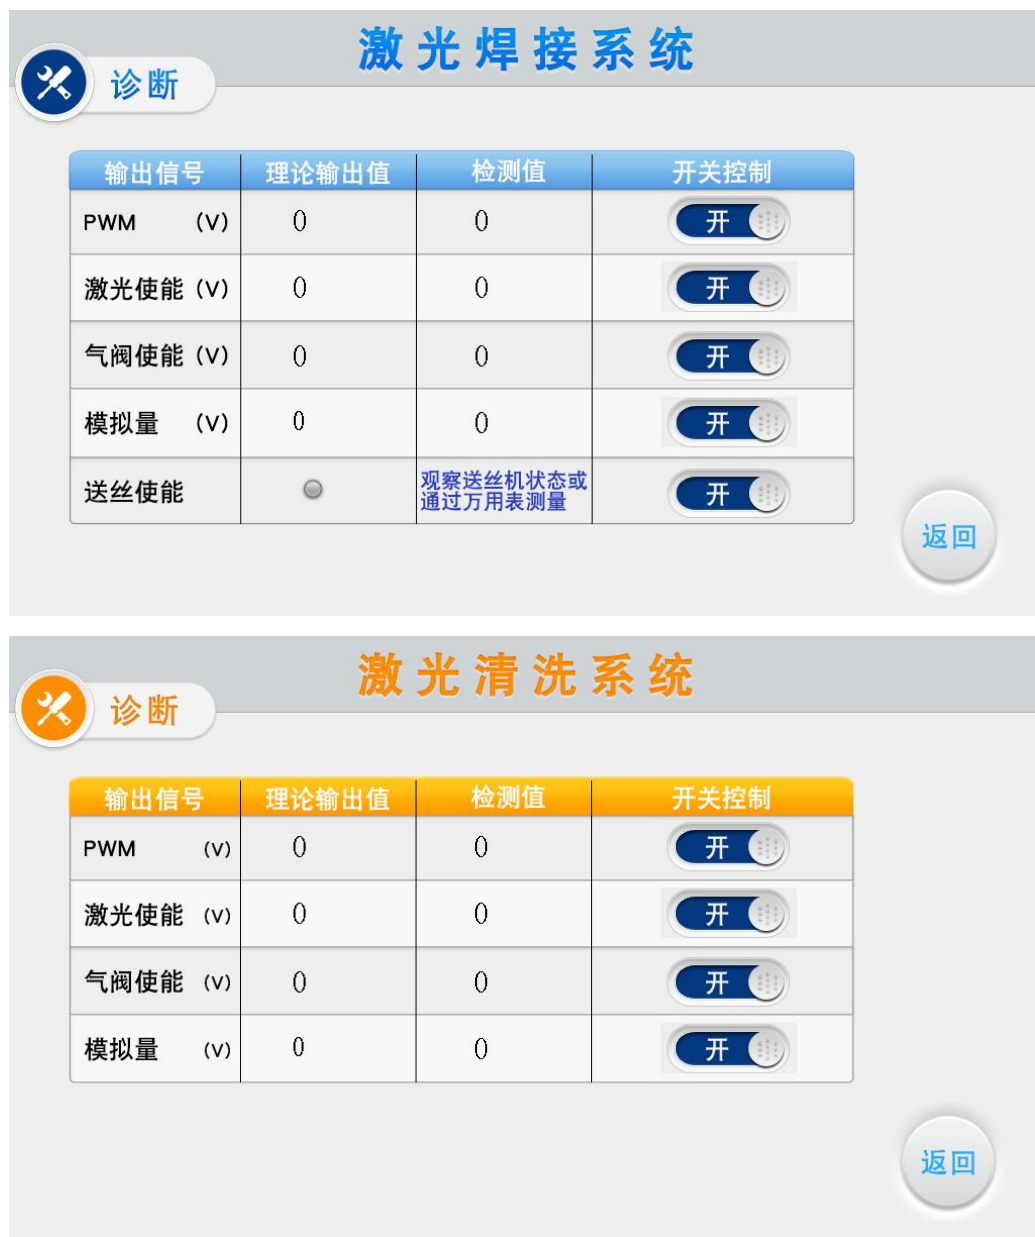 激光焊接系统
诊断
输出信号 理论输出值 检测值 开关控制
PWM (V) 0 0 开
激光使能 (V) 0 0 开
气阀使能 (V) 0 0 开
模拟量 (V) 0 0 开
送丝使能 观察送丝机状态或 开
通过万用表测量
返回
激光清洗系统
诊断
输出信号 理论输出值 检测值 开关控制
PWM (V) 0 0 开
激光使能 (V) 0 0 开
气阀使能 (V) 0 0 开
模拟量 (V) 0 0 开
返回